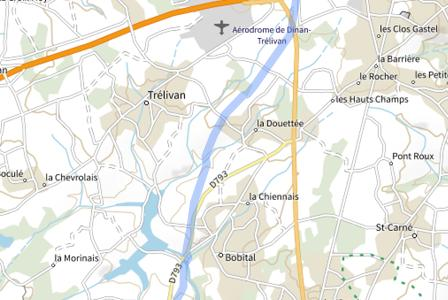 les Clos Gastel
Aérodrome de Dinan-
Trélivan
la Barrière
le Rocher
les Petite
Trélivan
les Hauts Champs
la Douettée
Pont Roux
D793
la Chevrolais
la Chiennais
St-Carné
Bobital
la Morinais
D793